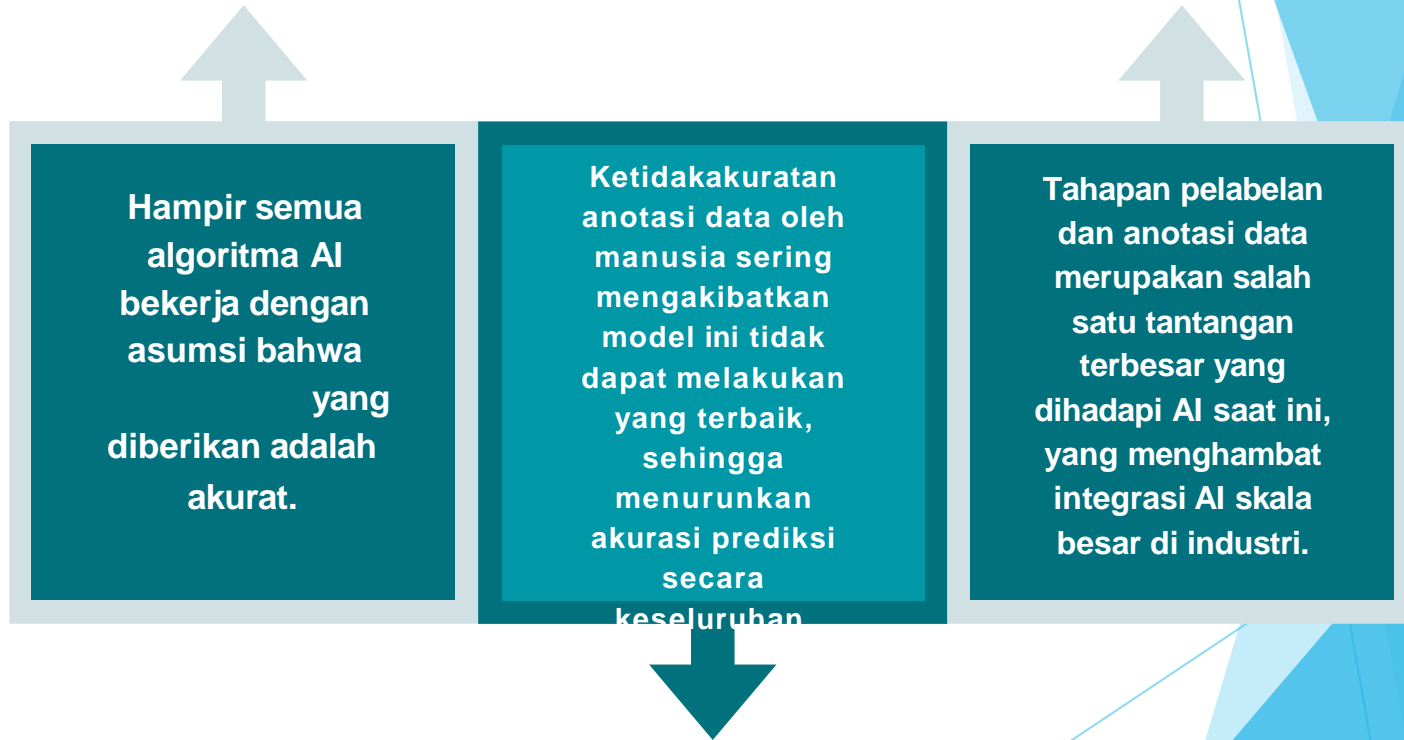 Hampir semua
algoritma AI
bekerja dengan
asumsi bahwa
yang
diberikan adalah
akurat.
Ketidakakuratan
anotasi data oleh
manusia sering
mengakibatkan
model ini tidak
dapat melakukan
yang terbaik,
sehingga
menurunkan
akurasi prediksi
secara
keseluruhan
Tahapan pelabelan
dan anotasi data
merupakan salah
satu tantangan
terbesar yang
dihadapi AI saat ini,
yang menghambat
integrasi AI skala
besar di industri.